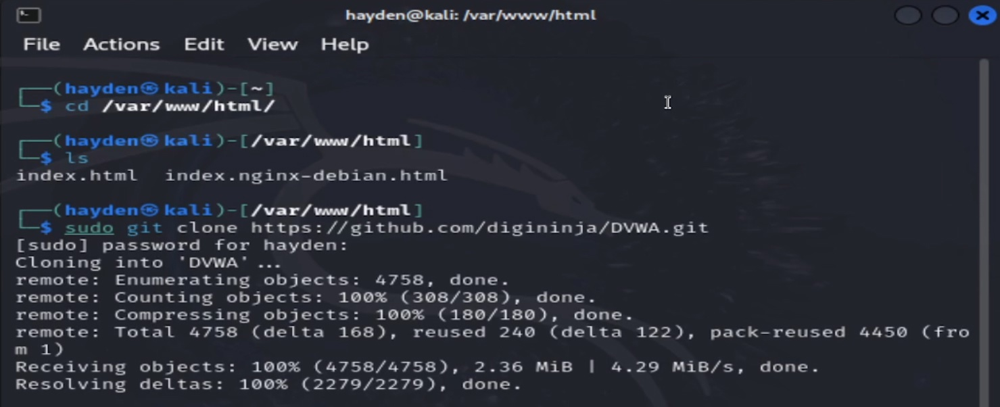 hayden@kali: /var/www/html
File Actions Edit View Help
┌──(hayden㉿kali)-[~]
└─$ cd /var/www/html/
┌──(hayden㉿kali)-[/var/www/html]
└─$ ls
index.html  index.nginx-debian.html
┌──(hayden㉿kali)-[/var/www/html]
└─$ sudo git clone https://github.com/digininja/DVWA.git
[sudo] password for hayden:
Cloning into 'DVWA'...
remote: Enumerating objects: 4758, done.
remote: Counting objects: 100% (308/308), done.
remote: Compressing objects: 100% (180/180), done.
remote: Total 4758 (delta 168), reused 240 (delta 122), pack-reused 4450 (fro
m 1)
Receiving objects: 100% (4758/4758), 2.36 MiB | 4.29 MiB/s, done.
Resolving deltas: 100% (2279/2279), done.